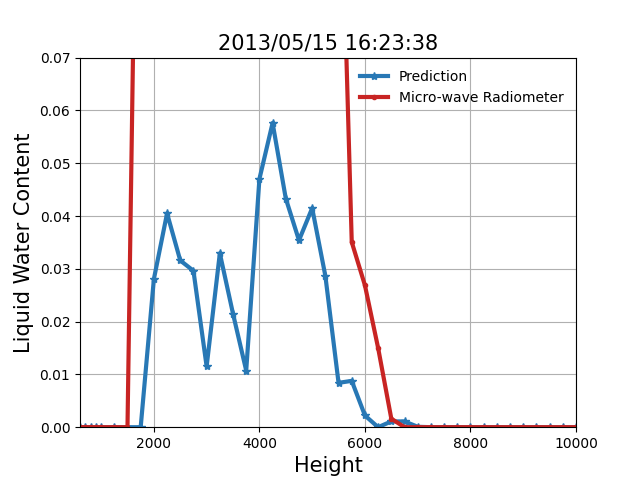 2013/05/15 16:23:38
0.07
0.06
0.05
0.04
0.03
0.02
0.01
0.00
Liquid Water Content
Prediction
Micro-wave Radiometer
2000 4000 6000 8000 10000
Height